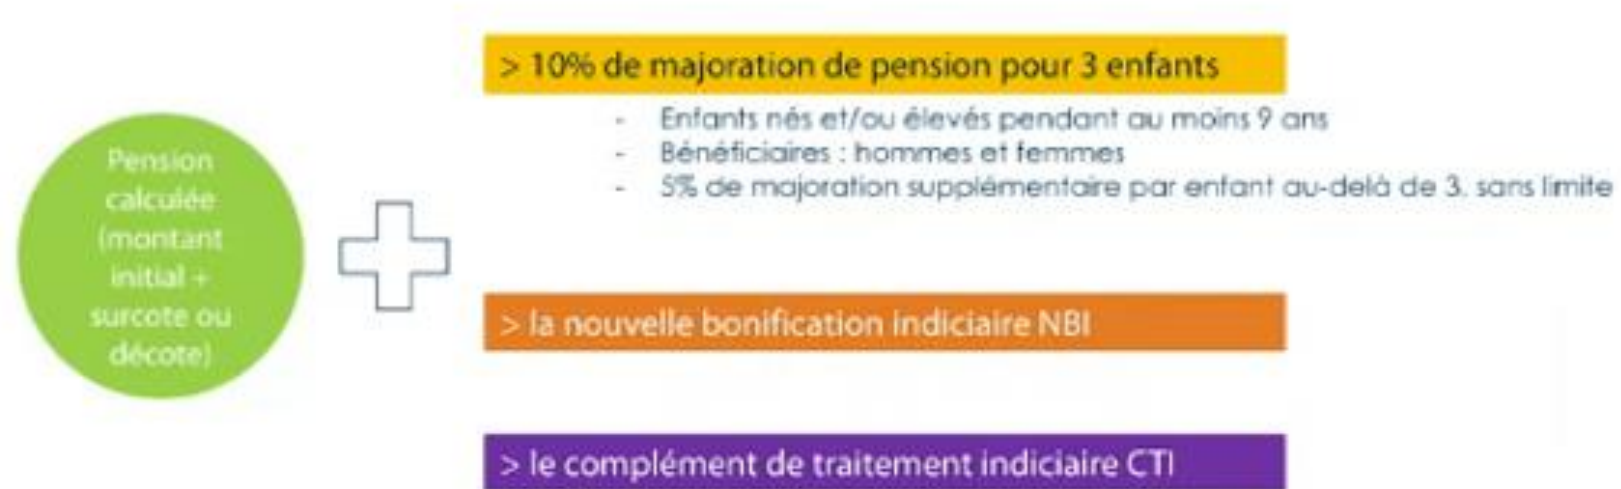 Pension
calculée
(montant
initial +
surcote ou
décote)
> 10% de majoration de pension pour 3 enfants
- Enfants nés et/ou élevés pendant au moins 9 ans
- Bénéficiaires : hommes et femmes
- 5% de majoration supplémentaire par enfant au-delà de 3. sans limite
> la nouvelle bonification indiciaire NBI
> le complément de traitement indiciaire CTI